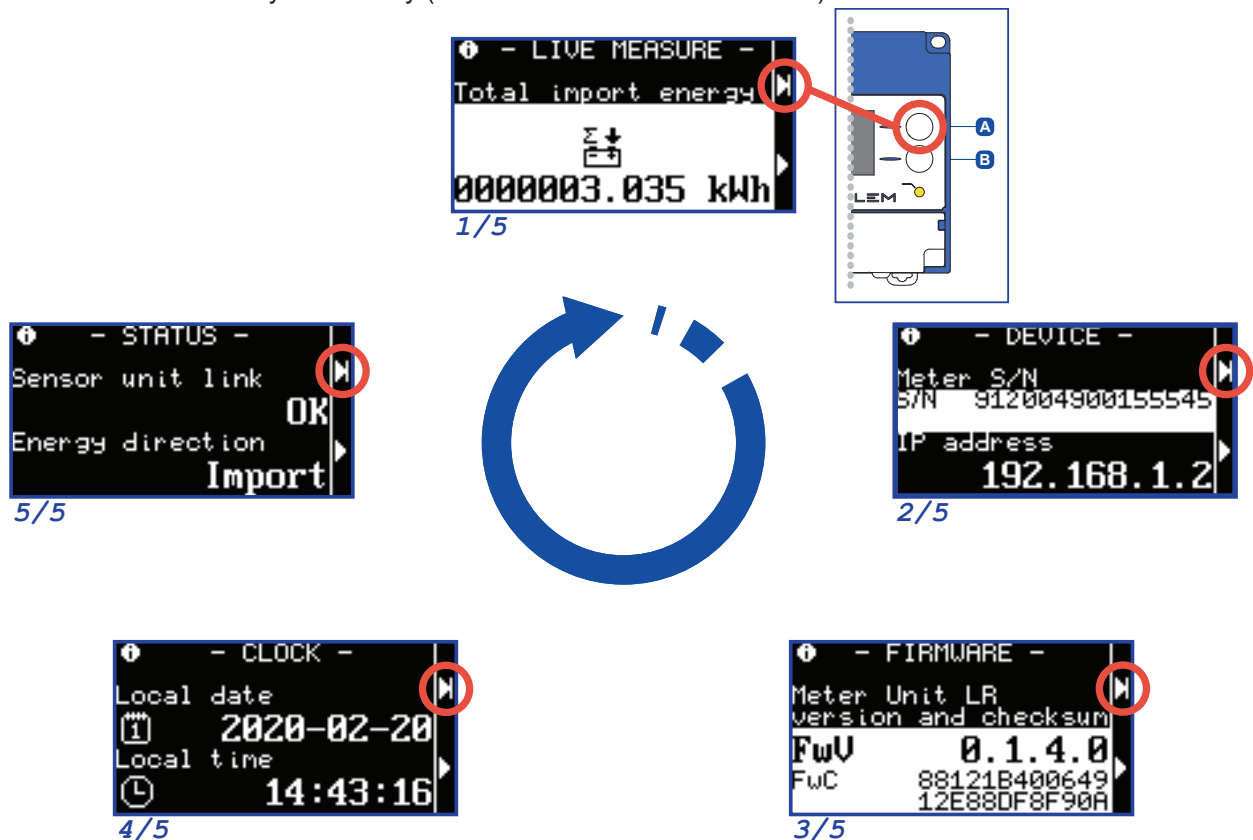 - LIVE MEASURE -
Total import energy
0000003.035 kWh
1/5
A
B
LEM
- STATUS -
Sensor unit link
OK
Energy direction
Import
5/5
- DEVICE -
Meter S/N
S/N 912004900155545
IP address
192.168.1.2
2/5
- CLOCK -
Local date
2020-02-20
Local time
14:43:16
4/5
- FIRMWARE -
Meter Unit LR
version and checksum
FwV 0.1.4.0
FwC 88121B400649
12E88DF8F90A
3/5